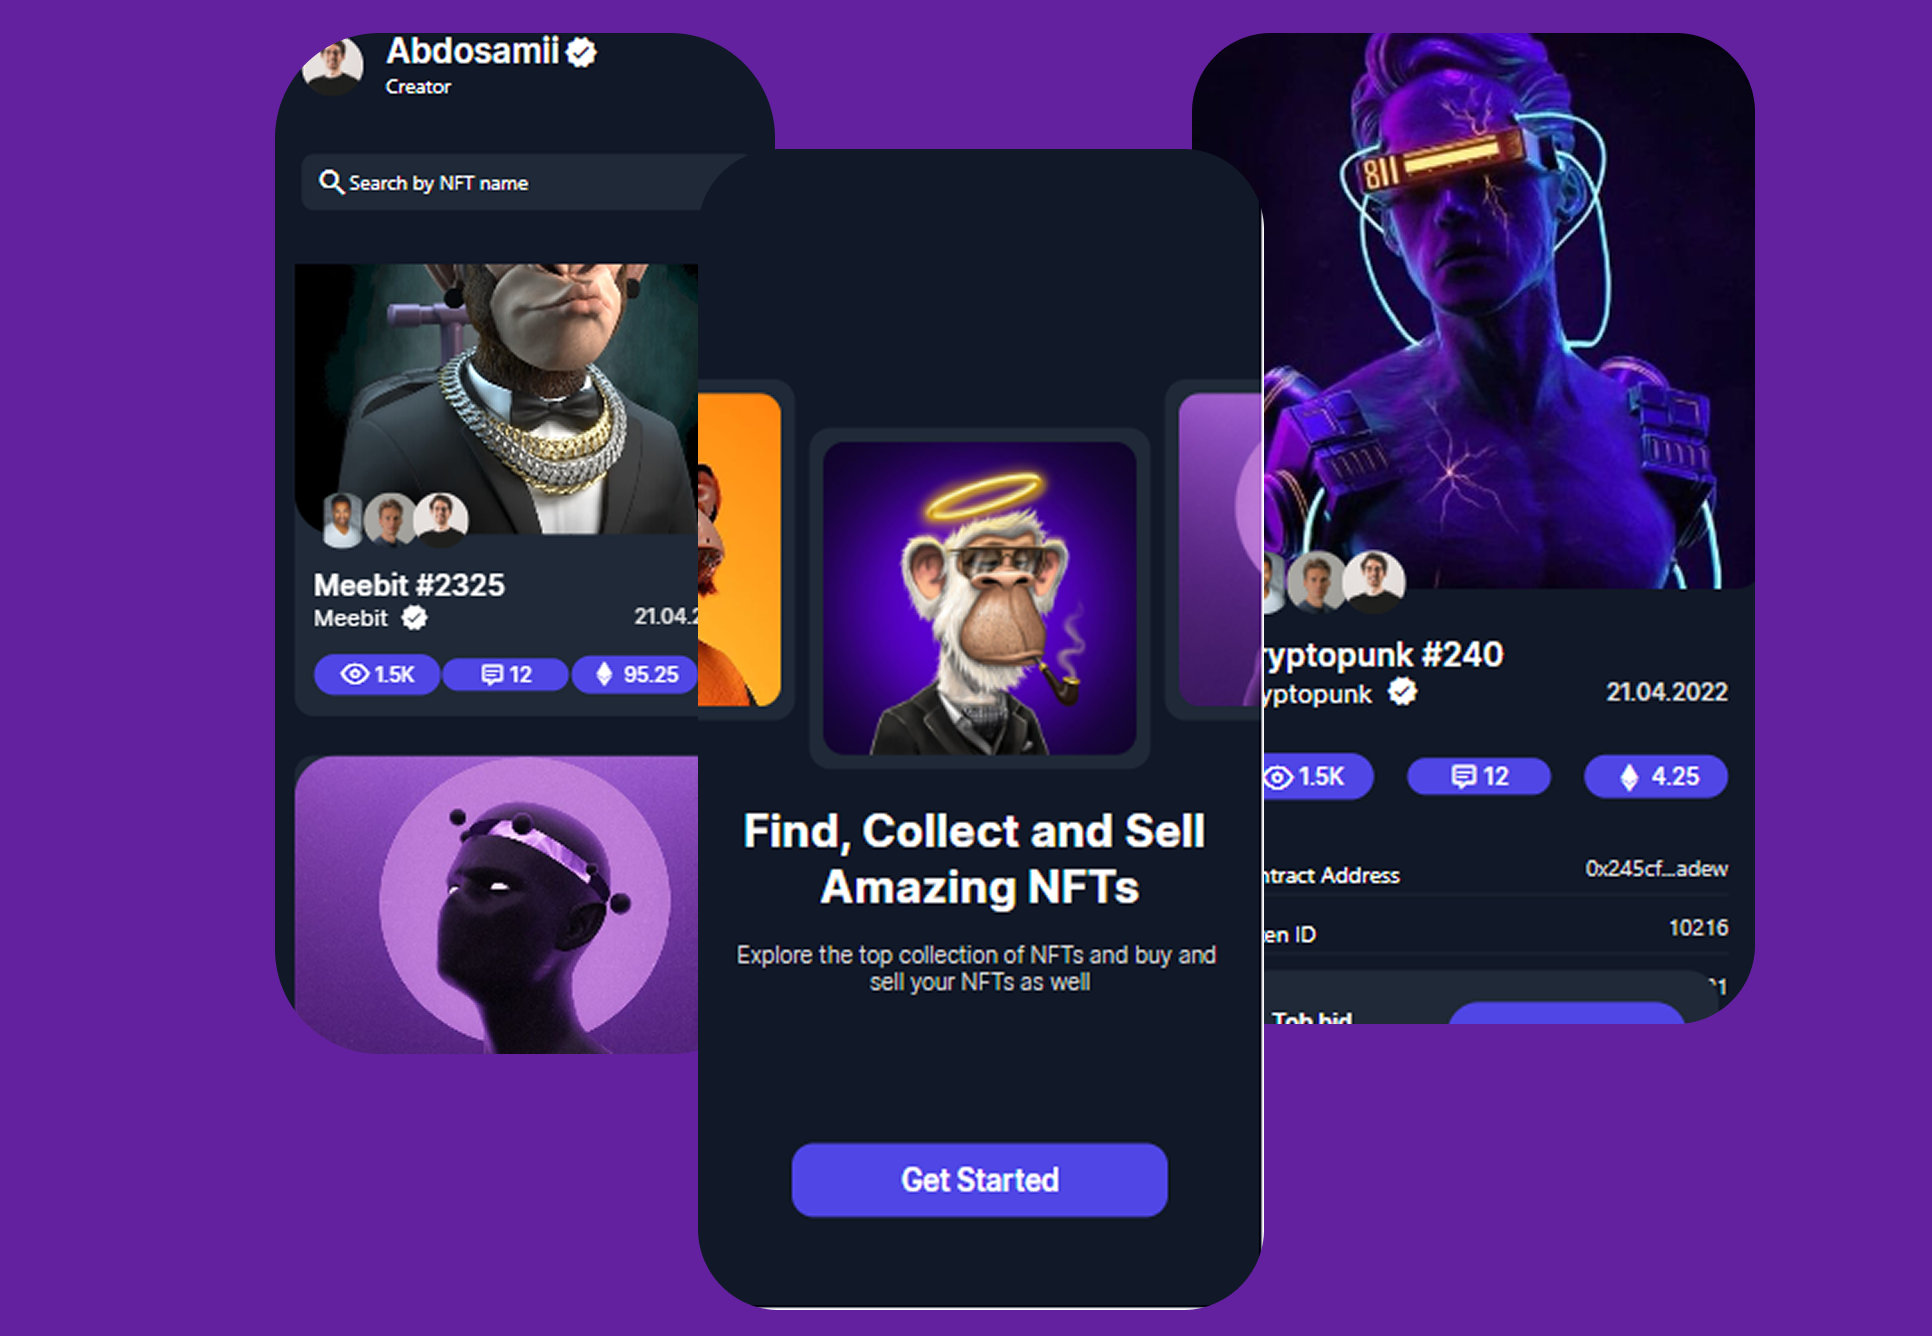 Abdosamii
Creator
Search by NFT name
Meebit #2325
Meebit
21.04.2
1.5K
12
95.25
Find, Collect and Sell
Amazing NFTs
Explore the top collection of NFTs and buy and
sell your NFTs as well
Get Started
811
ryptopunk #240
yptopunk
21.04.2022
1.5K
12
4.25
ntract Address
0x245cf...adew
en ID
10216
Top bid